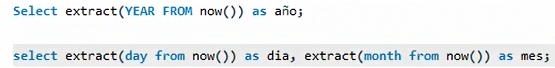 Select extract(YEAR FROM now()) as año;
select extract(day from now()) as dia, extract(month from now()) as mes;